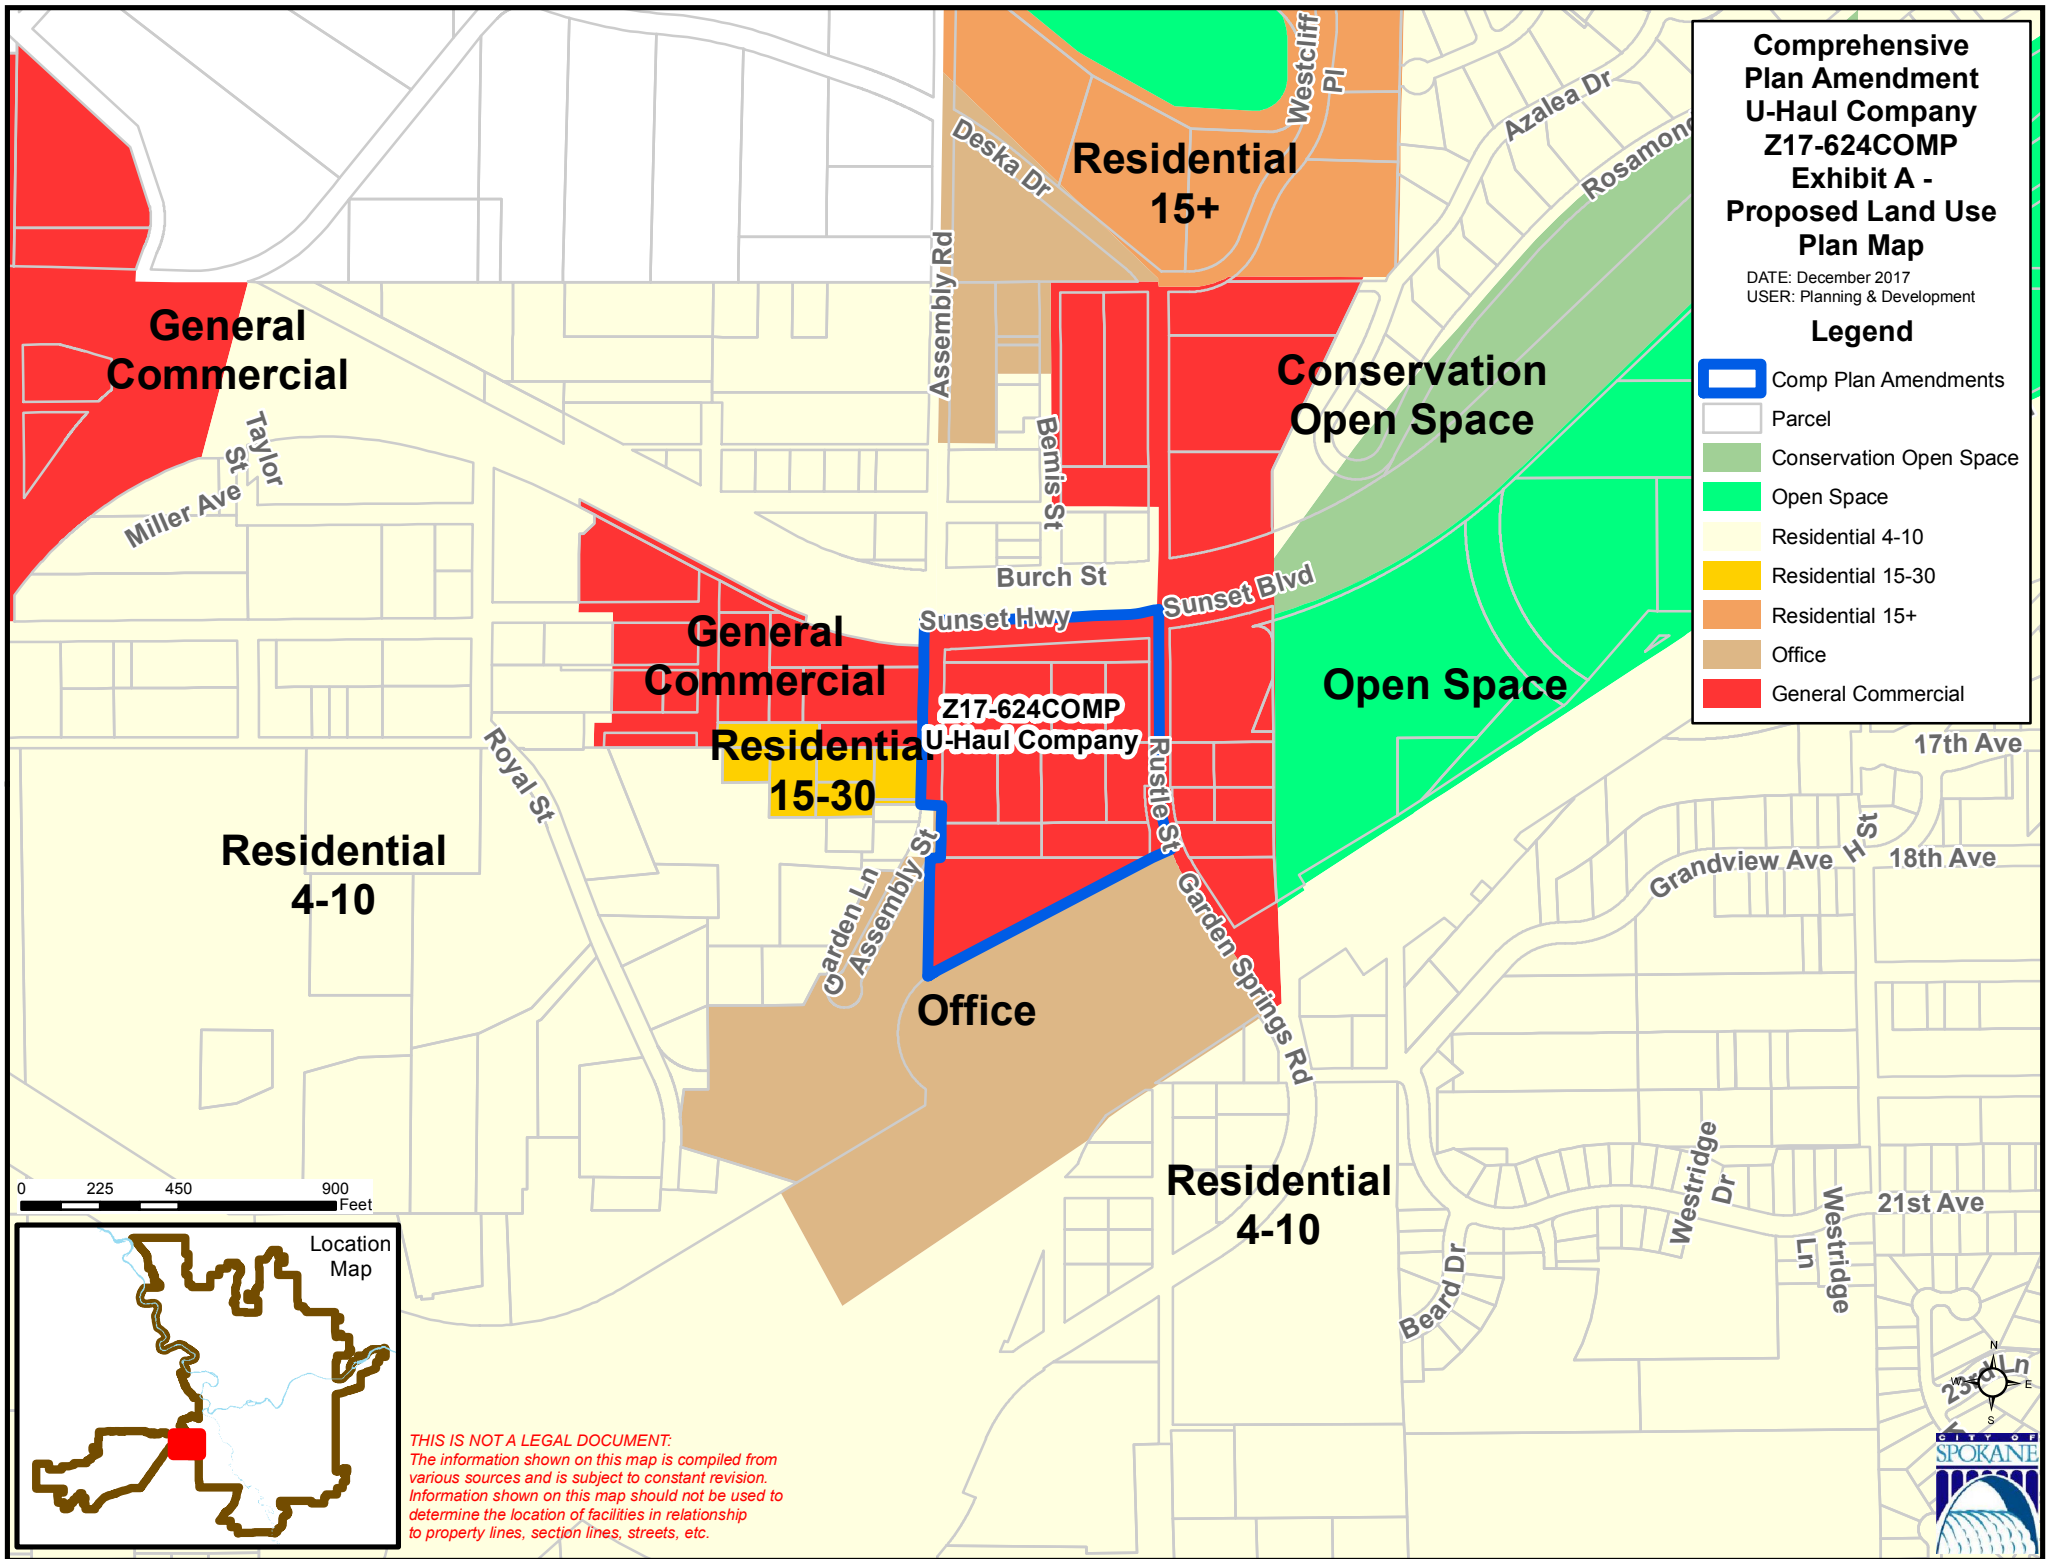 Comprehensive
Plan Amendment
U-Haul Company
Z17-624COMP
Exhibit A -
Proposed Land Use
Plan Map
DATE: December 2017
USER: Planning & Development
Legend
Comp Plan Amendments
Parcel
Conservation Open Space
Open Space
Residential 4-10
Residential 15-30
Residential 15+
Office
General Commercial
Westcliff
Pl
Azalea Dr
Rosamond
Deska Dr
Residential
15+
Assembly Rd
General
Commercial
Conservation
Open Space
Taylor
St
Miller Ave
Bemis St
Burch St
Sunset Hwy
Sunset Blvd
General
Commercial
Open Space
Z17-624COMP
U-Haul Company
Residential
15-30
Rustle St
Royal St
17th Ave
H St
18th Ave
Grandview Ave
Residential
4-10
Garden Ln
Assembly St
Garden Springs Rd
Office
Residential
4-10
Westridge
Dr
21st Ave
Westridge
Ln
Beard Dr
23rd Ln
N
W
E
S
0 225 450 900
Feet
Location
Map
THIS IS NOT A LEGAL DOCUMENT:
The information shown on this map is compiled from
various sources and is subject to constant revision.
Information shown on this map should not be used to
determine the location of facilities in relationship
to property lines, section lines, streets, etc.
CITY OF
SPOKANE